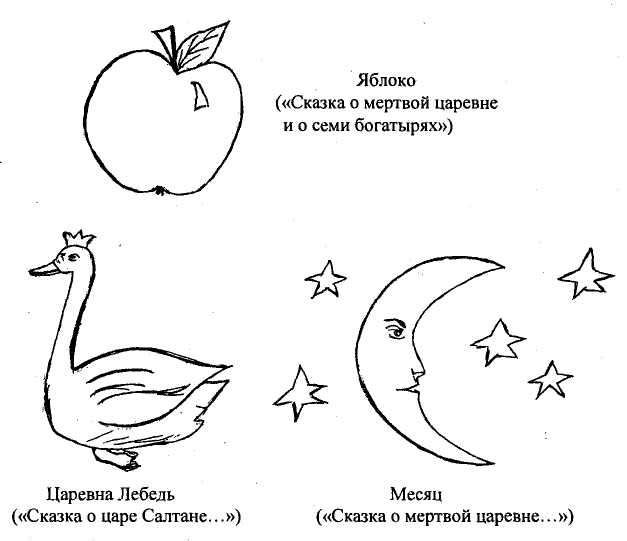 Яблоко
(«Сказка о мертвой царевне
и о семи богатырях»)
Царевна Лебедь
(«Сказка о царе Салтане…»)
Месяц
(«Сказка о мертвой царевне…»)